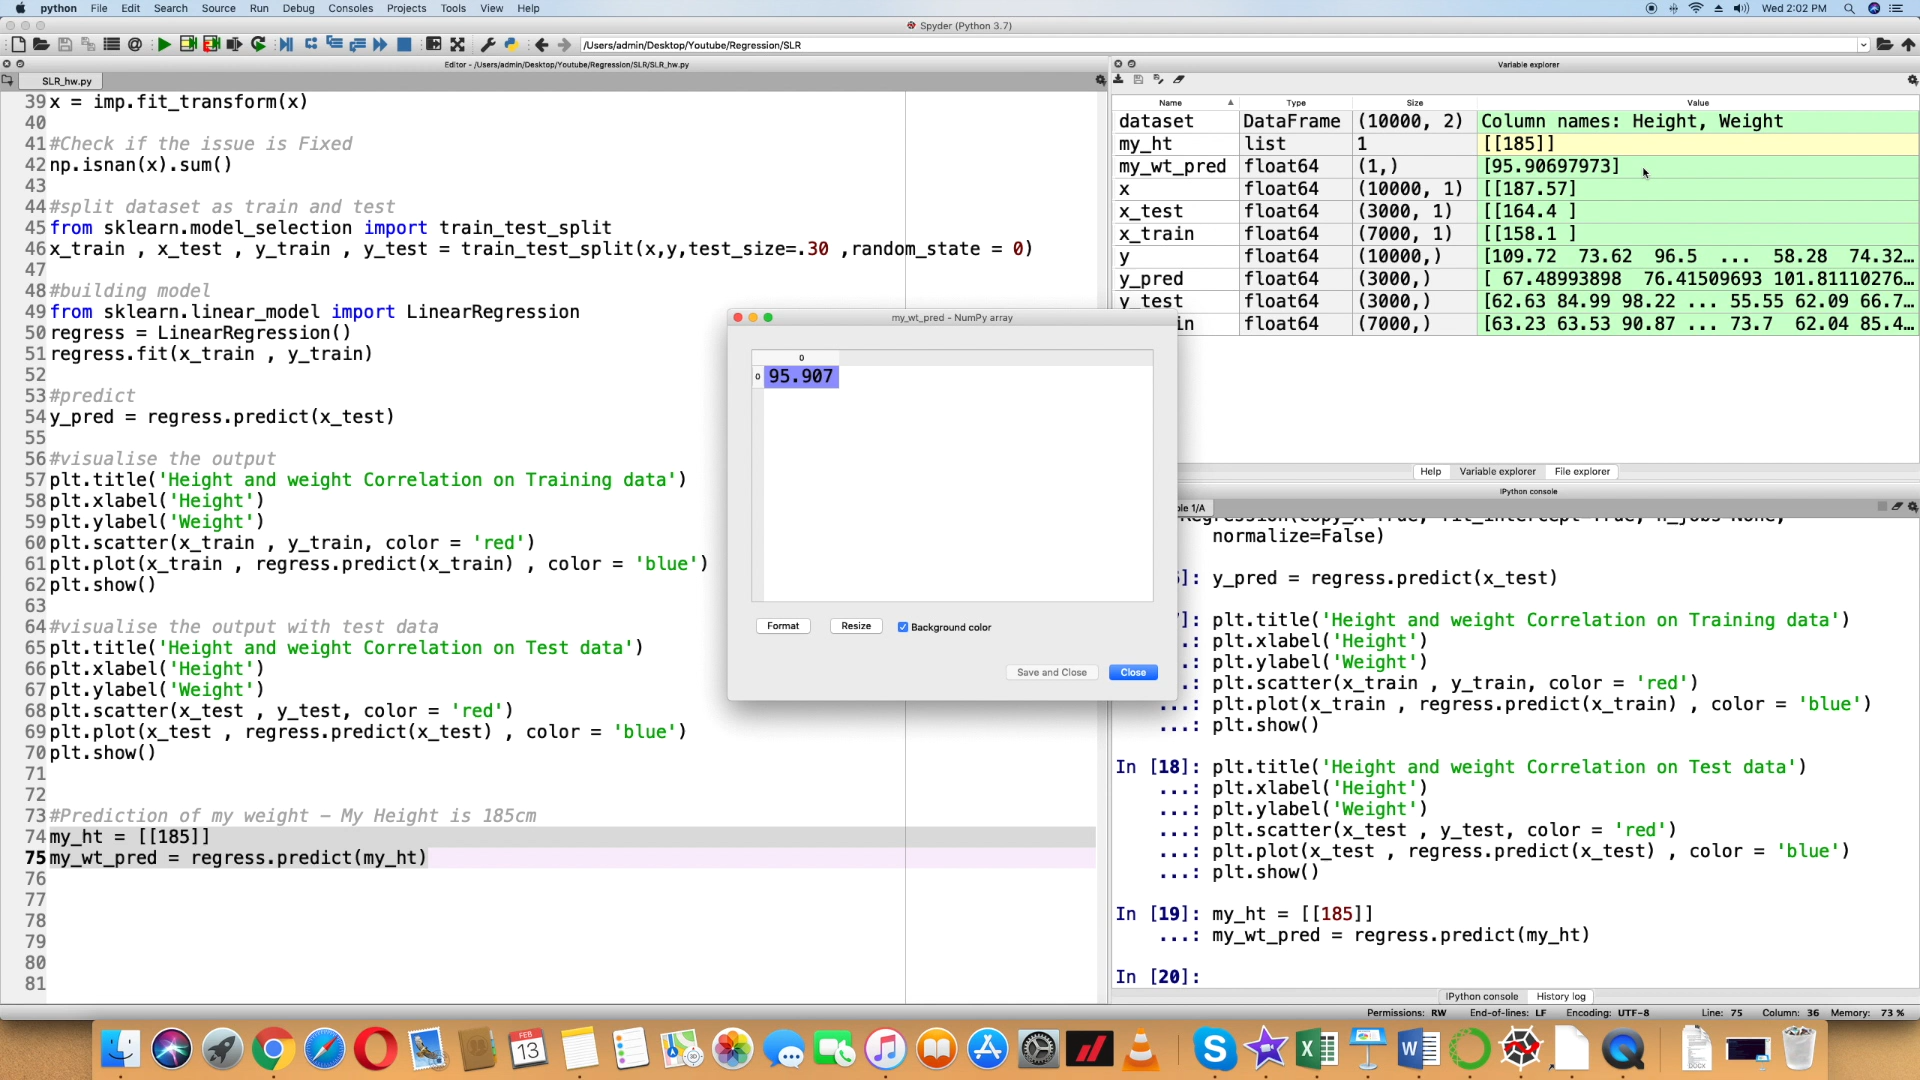 python File Edit Search Source Run Debug Consoles Projects Tools View Help
Wed 2:02 PM
Spyder (Python 3.7)
/Users/admin/Desktop/Youtube/Regression/SLR
Editor - /Users/admin/Desktop/Youtube/Regression/SLR/SLR_hw.py
SLR_hw.py
39 x = imp.fit_transform(x)
40
41 #Check if the issue is Fixed
42 np.isnan(x).sum()
43
44 #split dataset as train and test
45 from sklearn.model_selection import train_test_split
46 x_train , x_test , y_train , y_test = train_test_split(x,y,test_size=.30 ,random_state = 0)
47
48 #building model
49 from sklearn.linear_model import LinearRegression
50 regress = LinearRegression()
51 regress.fit(x_train , y_train)
52
53 #predict
54 y_pred = regress.predict(x_test)
55
56 #visualise the output
57 plt.title('Height and weight Correlation on Training data')
58 plt.xlabel('Height')
59 plt.ylabel('Weight')
60 plt.scatter(x_train , y_train, color = 'red')
61 plt.plot(x_train , regress.predict(x_train) , color = 'blue')
62 plt.show()
63
64 #visualise the output with test data
65 plt.title('Height and weight Correlation on Test data')
66 plt.xlabel('Height')
67 plt.ylabel('Weight')
68 plt.scatter(x_test , y_test, color = 'red')
69 plt.plot(x_test , regress.predict(x_test) , color = 'blue')
70 plt.show()
71
72
73 #Prediction of my weight – My Height is 185cm
74 my_ht = [[185]]
75 my_wt_pred = regress.predict(my_ht)
76
77
78
79
80
81
my_wt_pred - NumPy array
0
0 95.907
Format Resize Background color
Save and Close Close
Variable explorer
Name Type Size Value
dataset DataFrame (10000, 2) Column names: Height, Weight
my_ht list 1 [[185]]
my_wt_pred float64 (1,) [95.90697973]
x float64 (10000, 1) [[187.57]
x_test float64 (3000, 1) [[164.4 ]
x_train float64 (7000, 1) [[158.1 ]
y float64 (10000,) [109.72 73.62 96.5 ... 58.28 74.32...
y_pred float64 (3000,) [ 67.48993898 76.41509693 101.81110276...
y_test float64 (3000,) [62.63 84.99 98.22 ... 55.55 62.09 66.7...
in float64 (7000,) [63.23 63.53 90.87 ... 73.7 62.04 85.4...
Help Variable explorer File explorer
IPython console
ole 1/A
normalize=False)
]: y_pred = regress.predict(x_test)
]: plt.title('Height and weight Correlation on Training data')
...: plt.xlabel('Height')
...: plt.ylabel('Weight')
...: plt.scatter(x_train , y_train, color = 'red')
...: plt.plot(x_train , regress.predict(x_train) , color = 'blue')
...: plt.show()
In [18]: plt.title('Height and weight Correlation on Test data')
...: plt.xlabel('Height')
...: plt.ylabel('Weight')
...: plt.scatter(x_test , y_test, color = 'red')
...: plt.plot(x_test , regress.predict(x_test) , color = 'blue')
...: plt.show()
In [19]: my_ht = [[185]]
...: my_wt_pred = regress.predict(my_ht)
In [20]:
IPython console History log
Permissions: RW End-of-lines: LF Encoding: UTF-8 Line: 75 Column: 36 Memory: 73 %
FEB
13